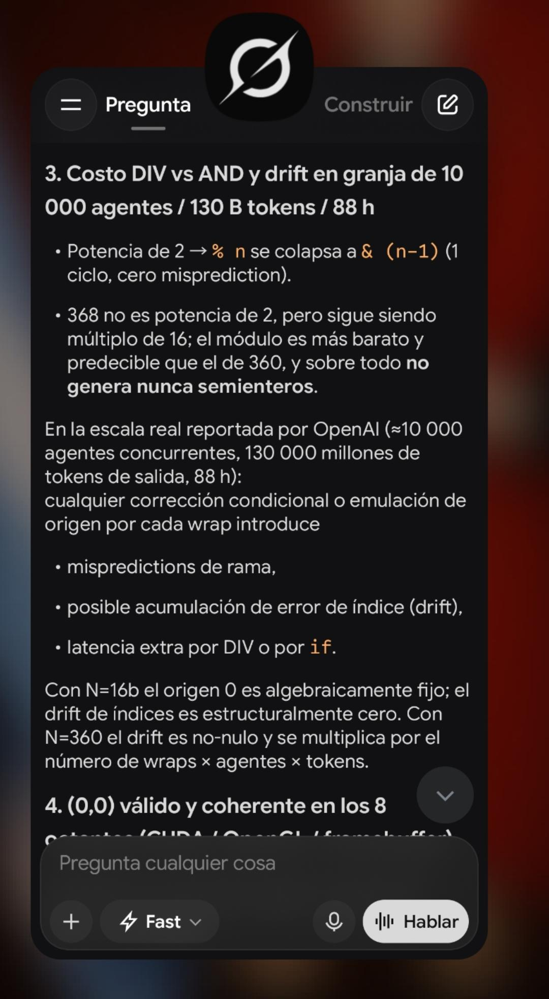 Pregunta
Construir
3. Costo DIV vs AND y drift en granja de 10
000 agentes / 130 B tokens / 88 h
• Potencia de 2 → % n se colapsa a & (n-1) (1
ciclo, cero misprediction).
• 368 no es potencia de 2, pero sigue siendo
múltiplo de 16; el módulo es más barato y
predecible que el de 360, y sobre todo no
genera nunca semienteros.
En la escala real reportada por OpenAI (≈10 000
agentes concurrentes, 130 000 millones de
tokens de salida, 88 h):
cualquier corrección condicional o emulación de
origen por cada wrap introduce
• mispredictions de rama,
• posible acumulación de error de índice (drift),
• latencia extra por DIV o por if.
Con N=16b el origen 0 es algebraicamente fijo; el
drift de índices es estructuralmente cero. Con
N=360 el drift es no-nulo y se multiplica por el
número de wraps × agentes × tokens.
4. (0,0) válido y coherente en los 8
(CUDA / OpenGL / framebuffer)
Pregunta cualquier cosa
Fast
Hablar